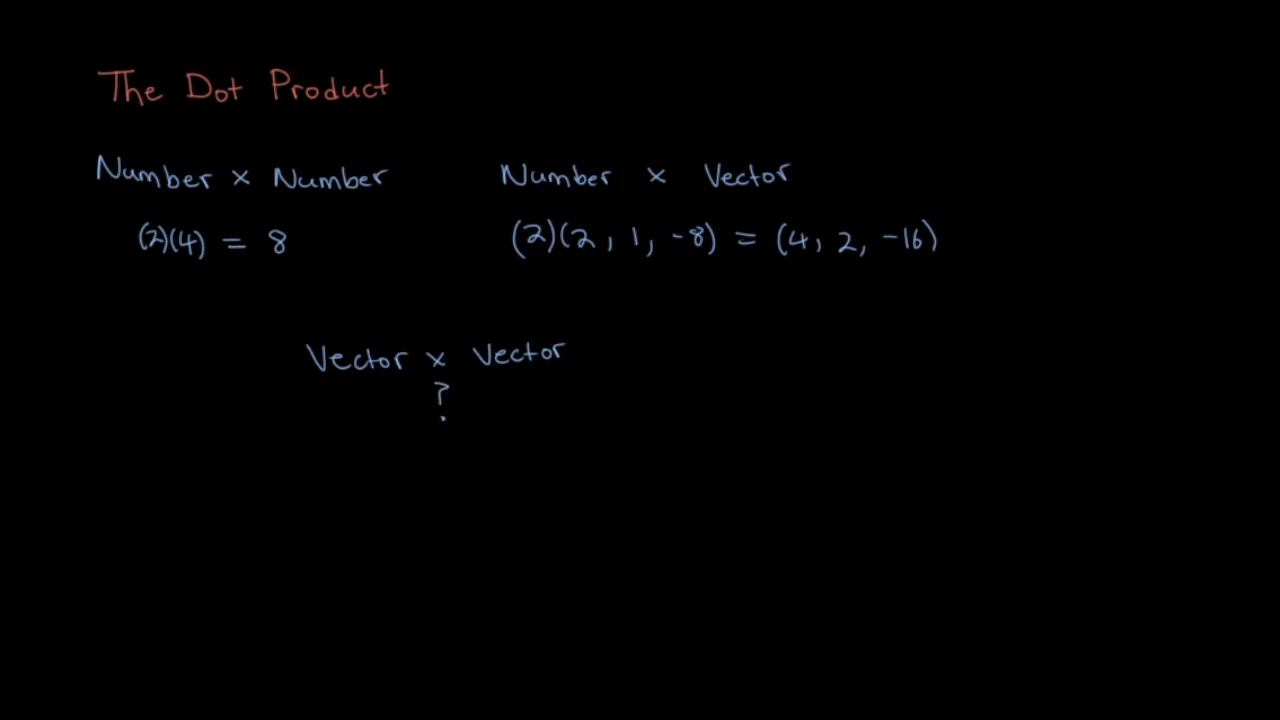 The Dot Product
Number × Number
Number × Vector
(2)(4) = 8
(2)(2, 1, -8) = (4, 2, -16)
Vector × Vector
?